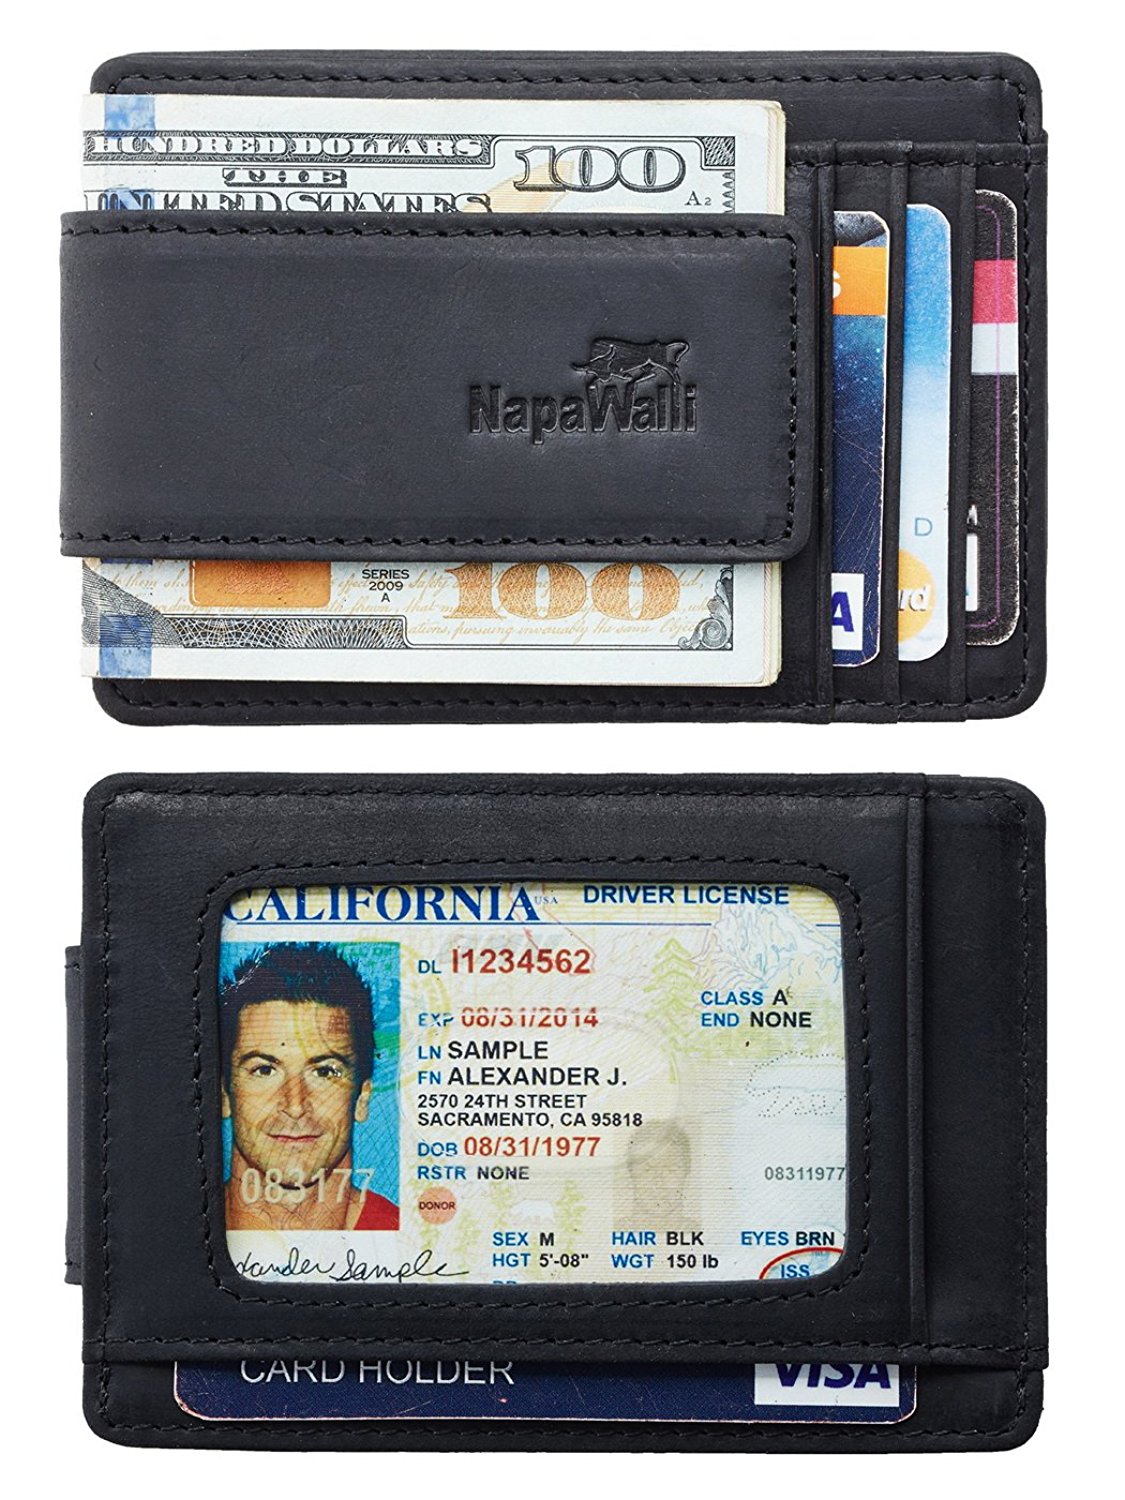 HUNDRED DOLLARS
100
THE
UNITED STATES
A2
NapaWalli
S
D
SERIES
2009
A
100
A
CALIFORNIA USA DRIVER LICENSE
DL I1234562
CLASS A
EXP 08/31/2014
END NONE
LN SAMPLE
FN ALEXANDER J.
2570 24TH STREET
SACRAMENTO, CA 95818
DOB 08/31/1977
RSTR NONE
08311977
083177
DONOR
SEX M HAIR BLK EYES BRN
HGT 5'-08" WGT 150 lb
ISS
Sample
CARD HOLDER
VISA